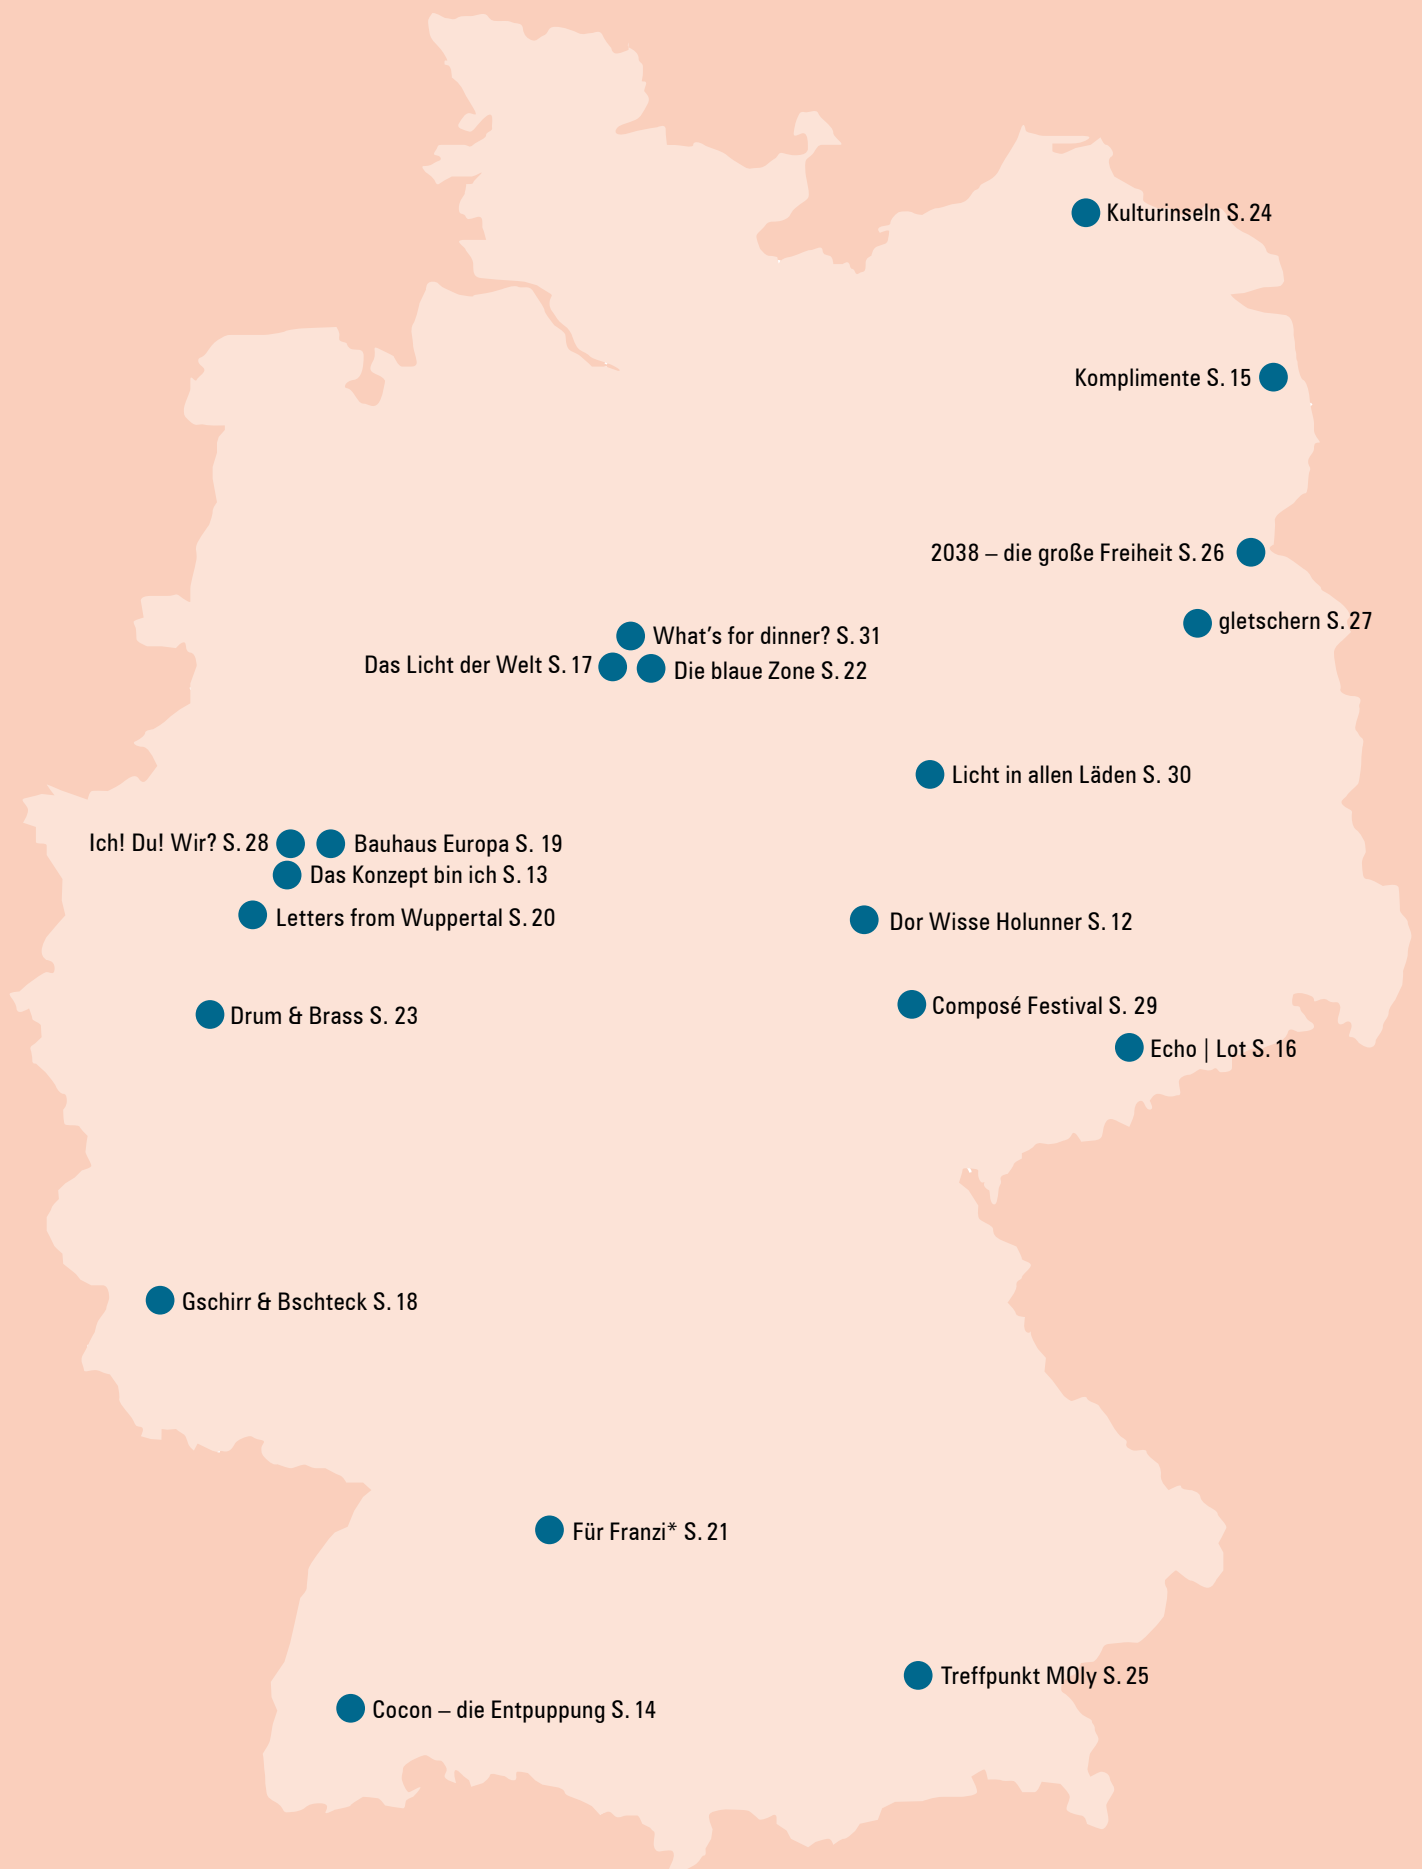 Kulturinseln S. 24
Komplimente S. 15
2038 – die große Freiheit S. 26
gletschern S. 27
What’s for dinner? S. 31
Das Licht der Welt S. 17
Die blaue Zone S. 22
Licht in allen Läden S. 30
Ich! Du! Wir? S. 28
Bauhaus Europa S. 19
Das Konzept bin ich S. 13
Letters from Wuppertal S. 20
Dor Wisse Holunner S. 12
Composé Festival S. 29
Drum & Brass S. 23
Echo | Lot S. 16
Gschirr & Bschteck S. 18
Für Franzi* S. 21
Treffpunkt MOly S. 25
Cocon – die Entpuppung S. 14